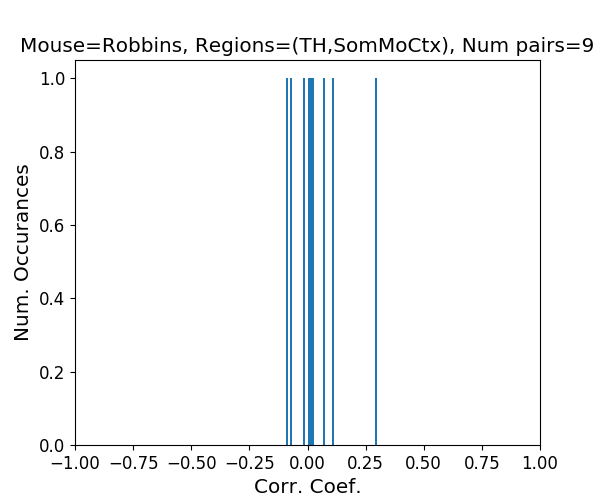 Mouse=Robbins, Regions=(TH,SomMoCtx), Num pairs=9
1.0
0.8
0.6
0.4
0.2
0.0
Num. Occurances
−1.00 −0.75 −0.50 −0.25 0.00 0.25 0.50 0.75 1.00
Corr. Coef.